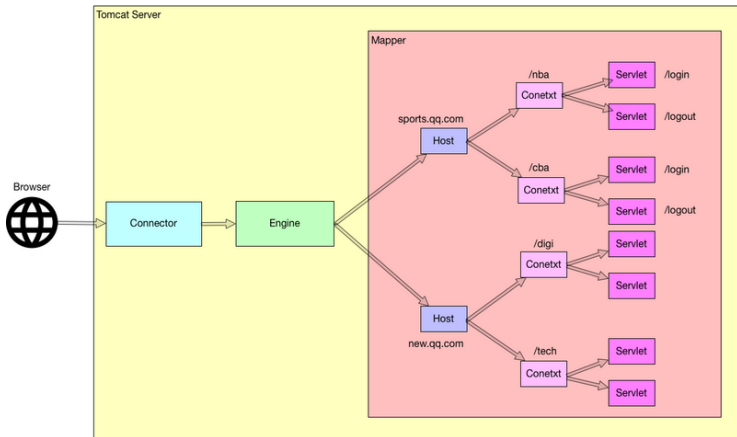 Tomcat Server
Mapper
/nba
Servlet
/login
Conetxt
Servlet
/logout
sports.qq.com
Host
/cba
Servlet
/login
Conetxt
Servlet
/logout
Browser
Connector
Engine
/digi
Servlet
Conetxt
Servlet
Host
new.qq.com
/tech
Servlet
Conetxt
Servlet